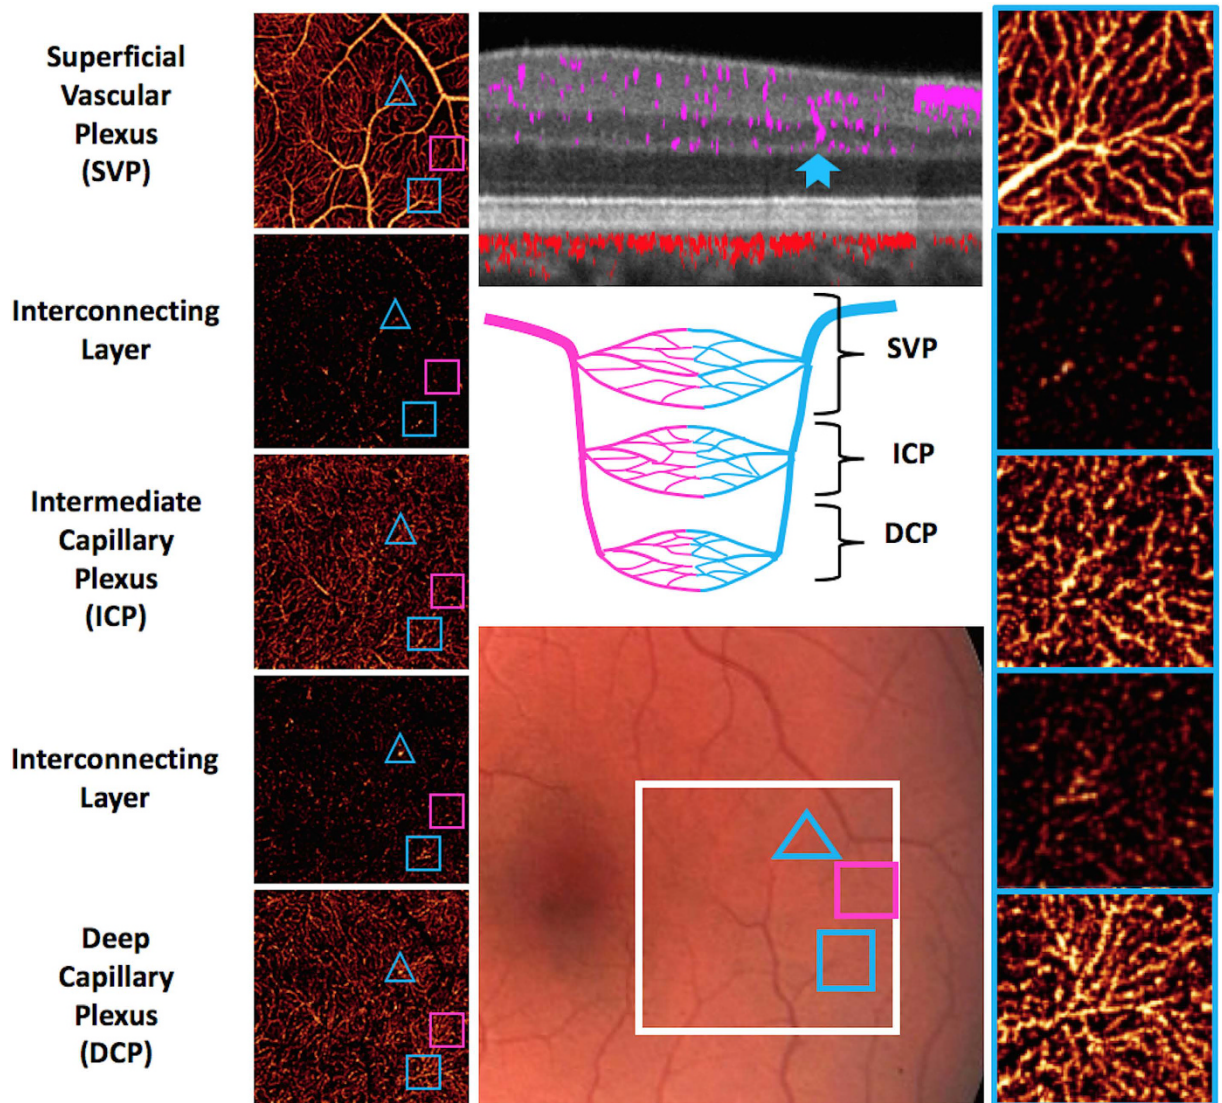 Superficial
Vascular
Plexus
(SVP)
Interconnecting
Layer
Intermediate
Capillary
Plexus
(ICP)
Interconnecting
Layer
Deep
Capillary
Plexus
(DCP)
SVP
ICP
DCP